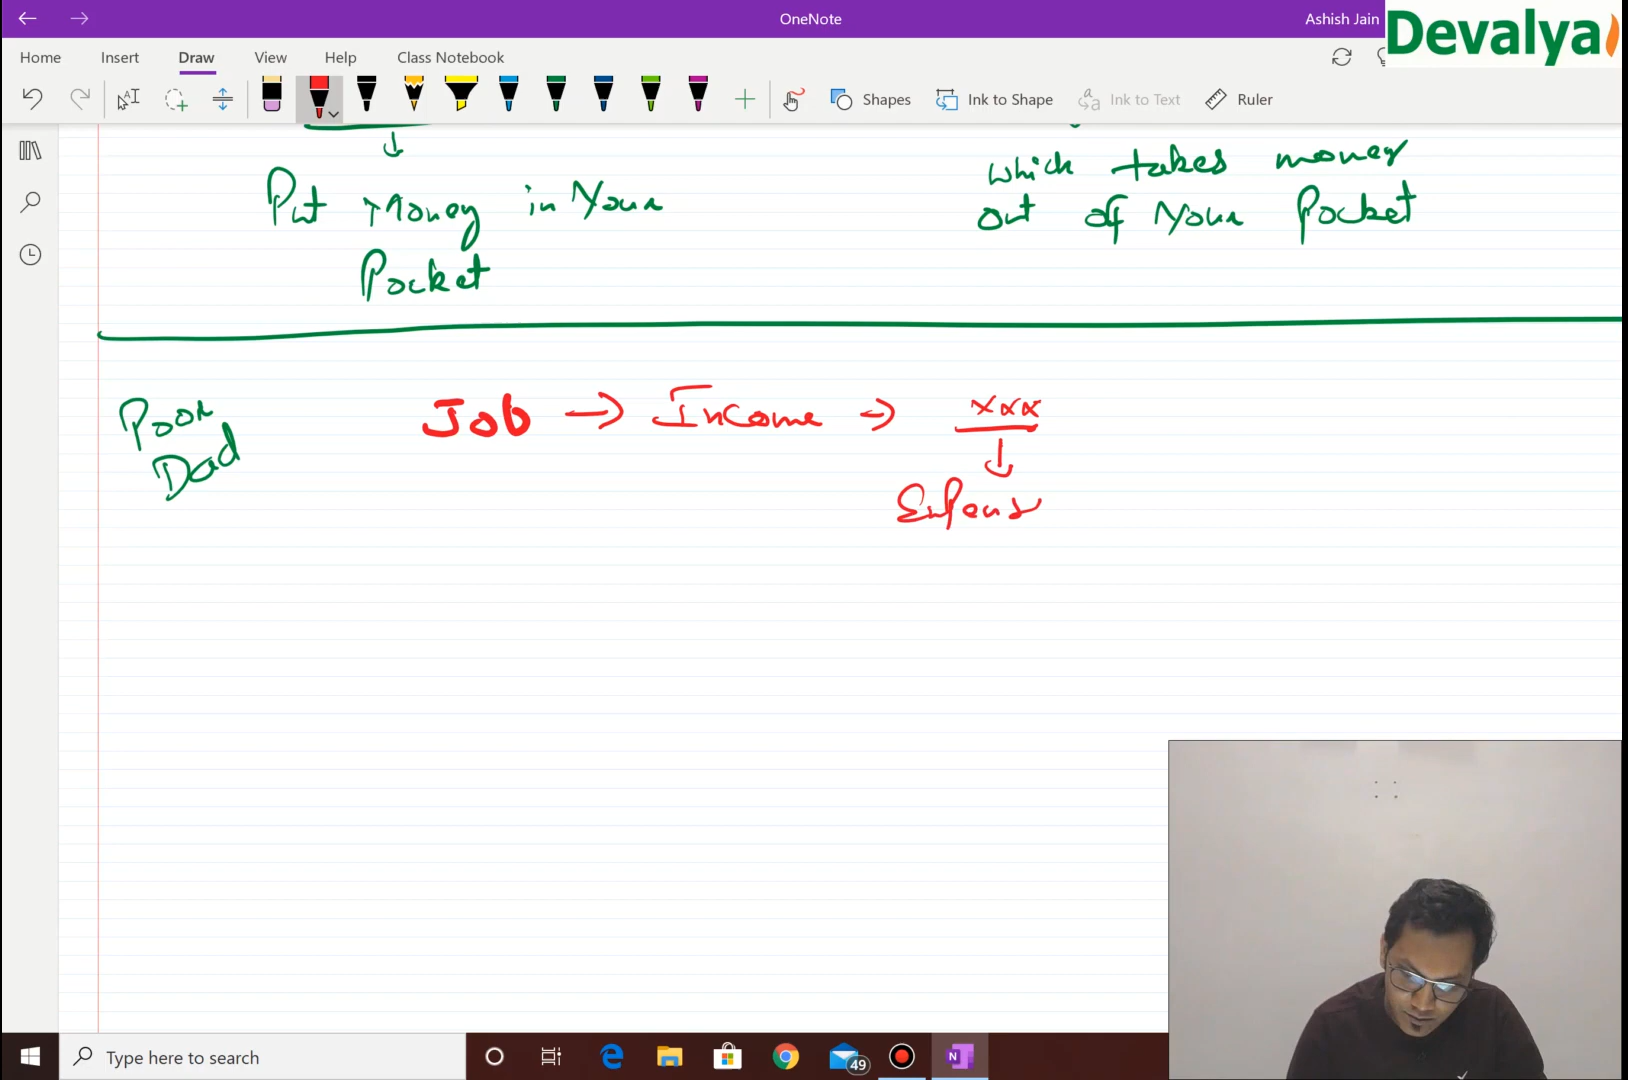 OneNote
Ashish Jain
Devalya
Home Insert Draw View Help Class Notebook
Shapes Ink to Shape Ink to Text Ruler
Put Money in Your
Pocket
which takes money
out of Your Pocket
Poor
Dad
Job → Income → xxx
Type here to search
49
N